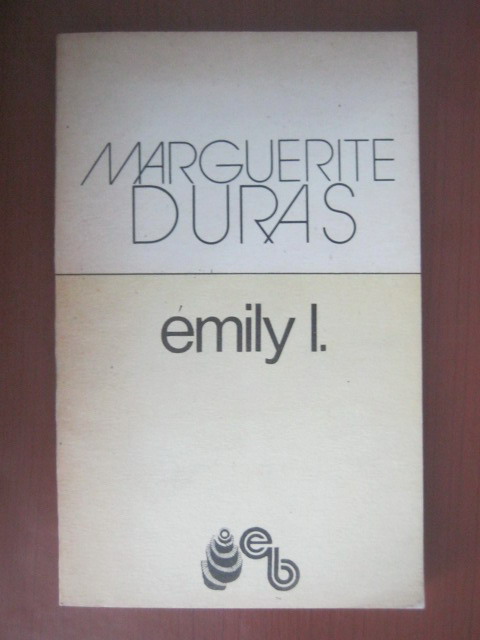 MARGUERITE
DURAS
émily l.
eb